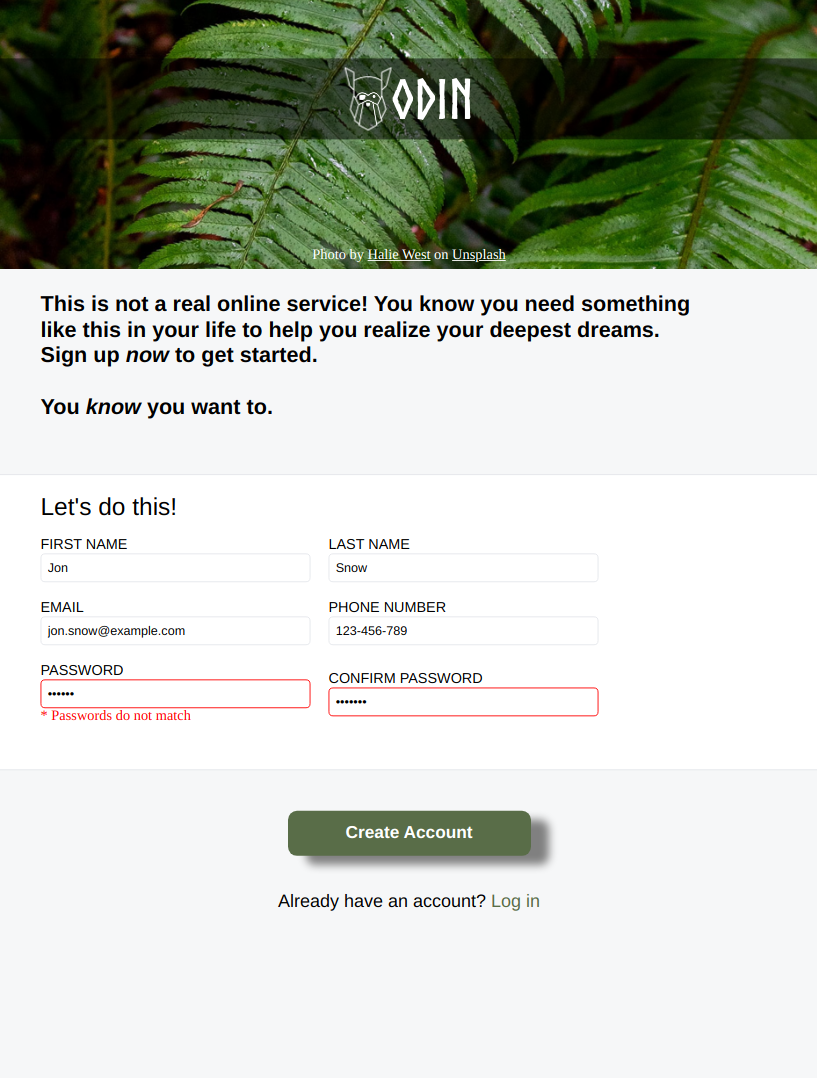 ODIN
Photo by Halie West on Unsplash
This is not a real online service! You know you need something
like this in your life to help you realize your deepest dreams.
Sign up now to get started.
You know you want to.
Let's do this!
FIRST NAME
Jon
LAST NAME
Snow
EMAIL
jon.snow@example.com
PHONE NUMBER
123-456-789
PASSWORD
••••••
* Passwords do not match
CONFIRM PASSWORD
•••••••
Create Account
Already have an account? Log in